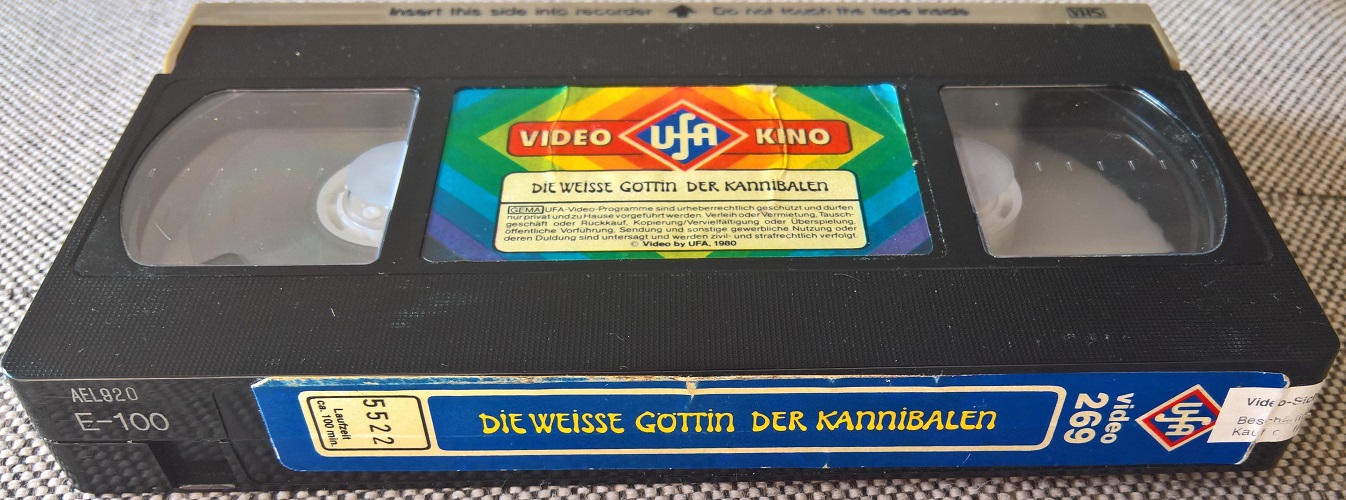 Insert this side into recorder Do not touch the tape inside VHS
VIDEO UFA KINO
DIE WEISSE GÖTTIN DER KANNIBALEN
GEMA UFA-Video-Programme sind urheberrechtlich geschützt und dürfen
nur privat und zu Hause vorgeführt werden. Verleih oder Vermietung, Tausch-
geschäft oder Rückkauf, Kopierung/Vervielfältigung oder Überspielung,
öffentliche Vorführung, Sendung und sonstige gewerbliche Nutzung oder
deren Duldung sind untersagt und werden zivil- und strafrechtlich verfolgt.
© Video by UFA, 1980
AEL920
E-100
5522
Laufzeit
ca. 100 min.
DIE WEISSE GÖTTIN DER KANNIBALEN
video
269
UFA